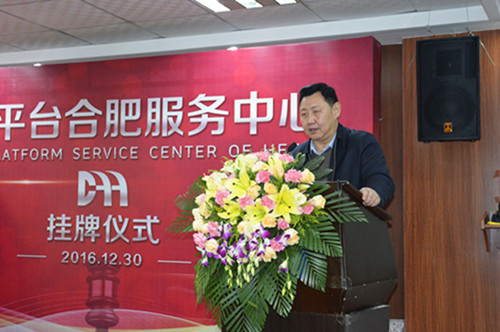 平台合肥服务中心
LATFORM SERVICE CENTER OF HE
挂牌仪式
2016.12.30